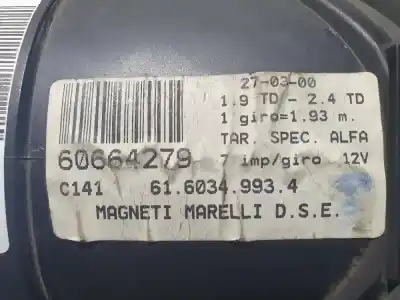 27-03-00
1.9 TD - 2.4 TD
1 giro=1.93 m.
TAR. SPEC. ALFA
60664279
7 imp/giro 12V
C141 61.6034.993.4
MAGNETI MARELLI D.S.E.